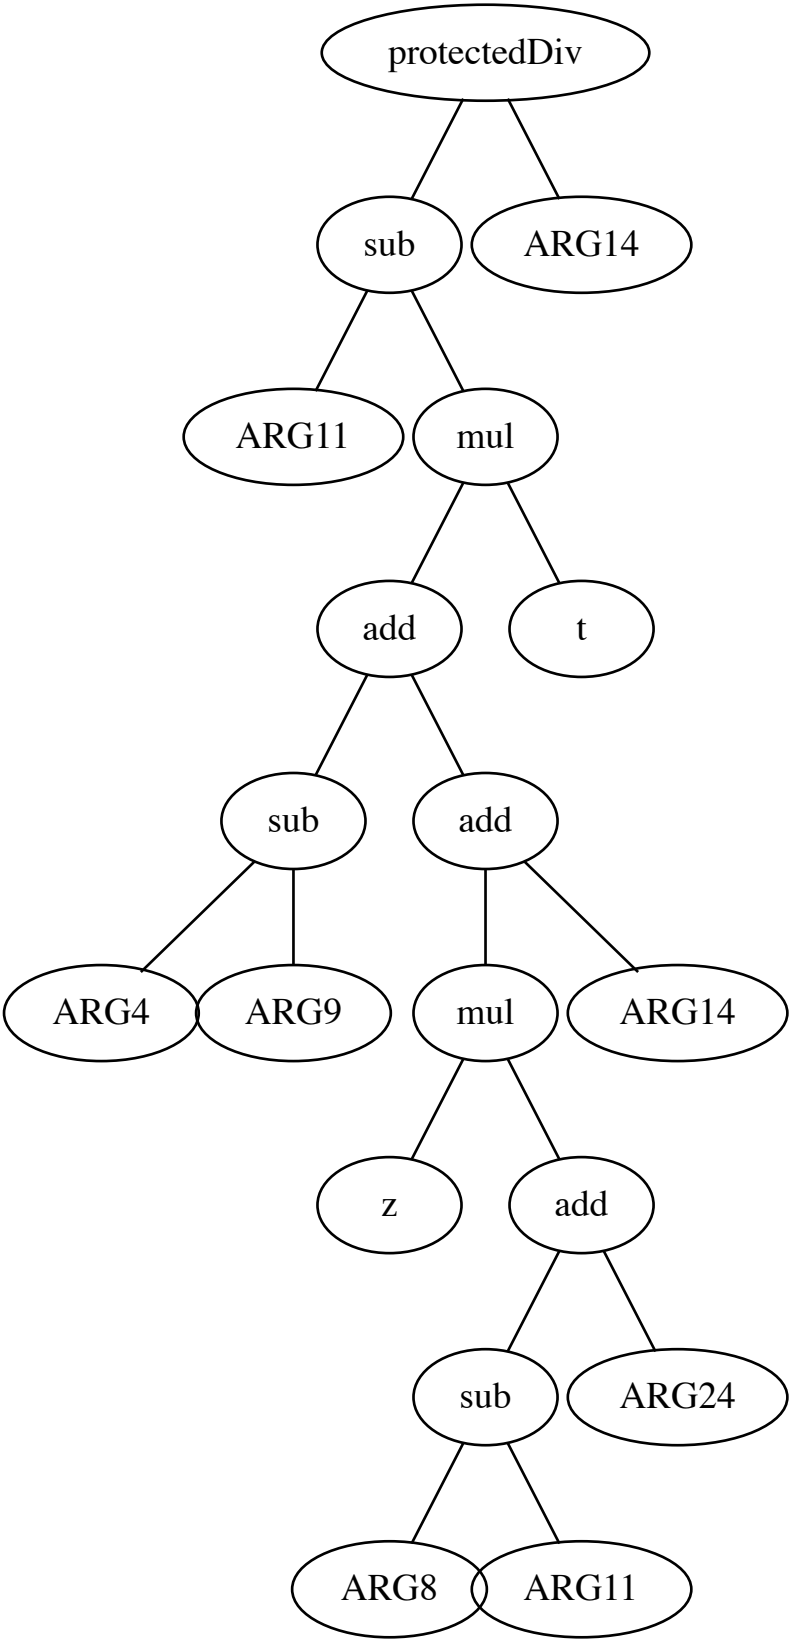 protectedDiv
sub ARG14
ARG11 mul
add t
sub add
ARG4 ARG9 mul ARG14
z add
sub ARG24
ARG8 ARG11